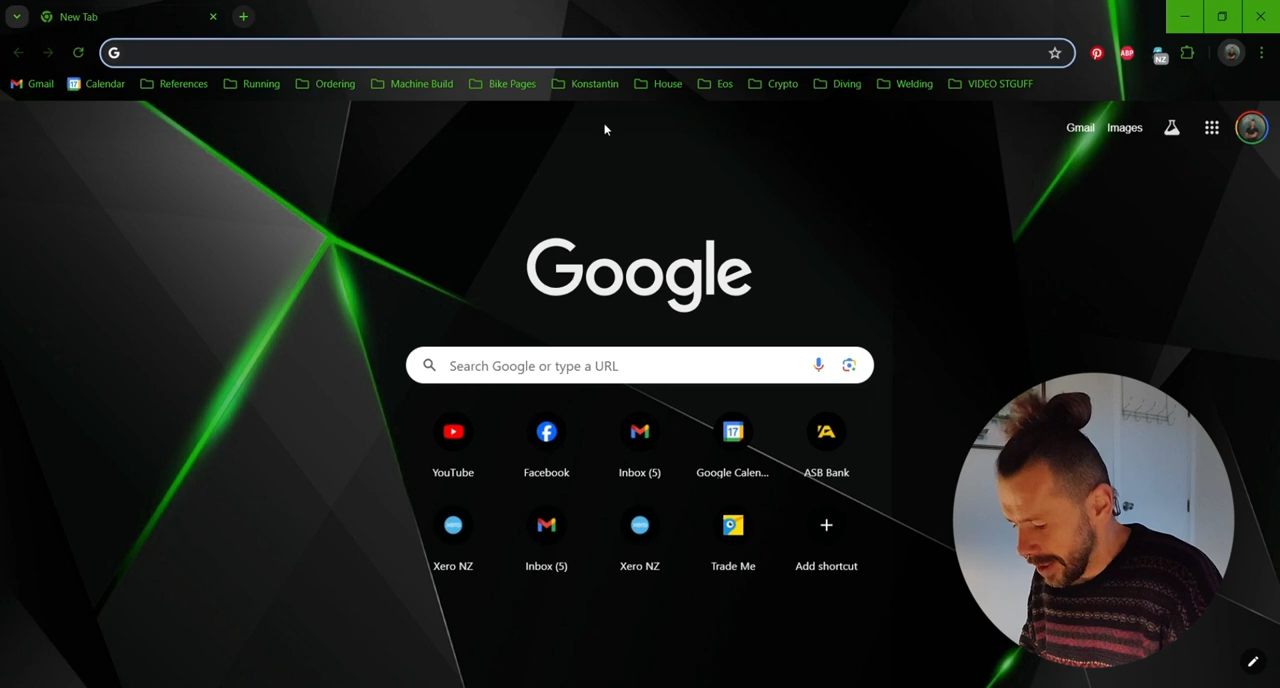 New Tab
G
ABP
NZ
Gmail Calendar References Running Ordering Machine Build Bike Pages Konstantin House Eos Crypto Diving Welding VIDEO STGUFF
Gmail Images
Google
Search Google or type a URL
YouTube Facebook Inbox (5) Google Calen... ASB Bank
Xero NZ Inbox (5) Xero NZ Trade Me Add shortcut